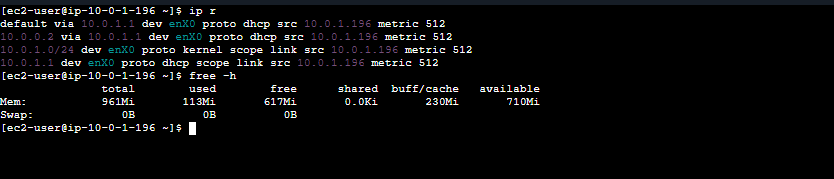 [ec2-user@ip-10-0-1-196 ~]$ ip r
default via 10.0.1.1 dev enX0 proto dhcp src 10.0.1.196 metric 512
10.0.0.2 via 10.0.1.1 dev enX0 proto dhcp src 10.0.1.196 metric 512
10.0.1.0/24 dev enX0 proto kernel scope link src 10.0.1.196 metric 512
10.0.1.1 dev enX0 proto dhcp scope link src 10.0.1.196 metric 512
[ec2-user@ip-10-0-1-196 ~]$ free -h
               total        used        free      shared  buff/cache   available
Mem:           961Mi       113Mi       617Mi       0.0Ki       230Mi       710Mi
Swap:             0B          0B          0B
[ec2-user@ip-10-0-1-196 ~]$